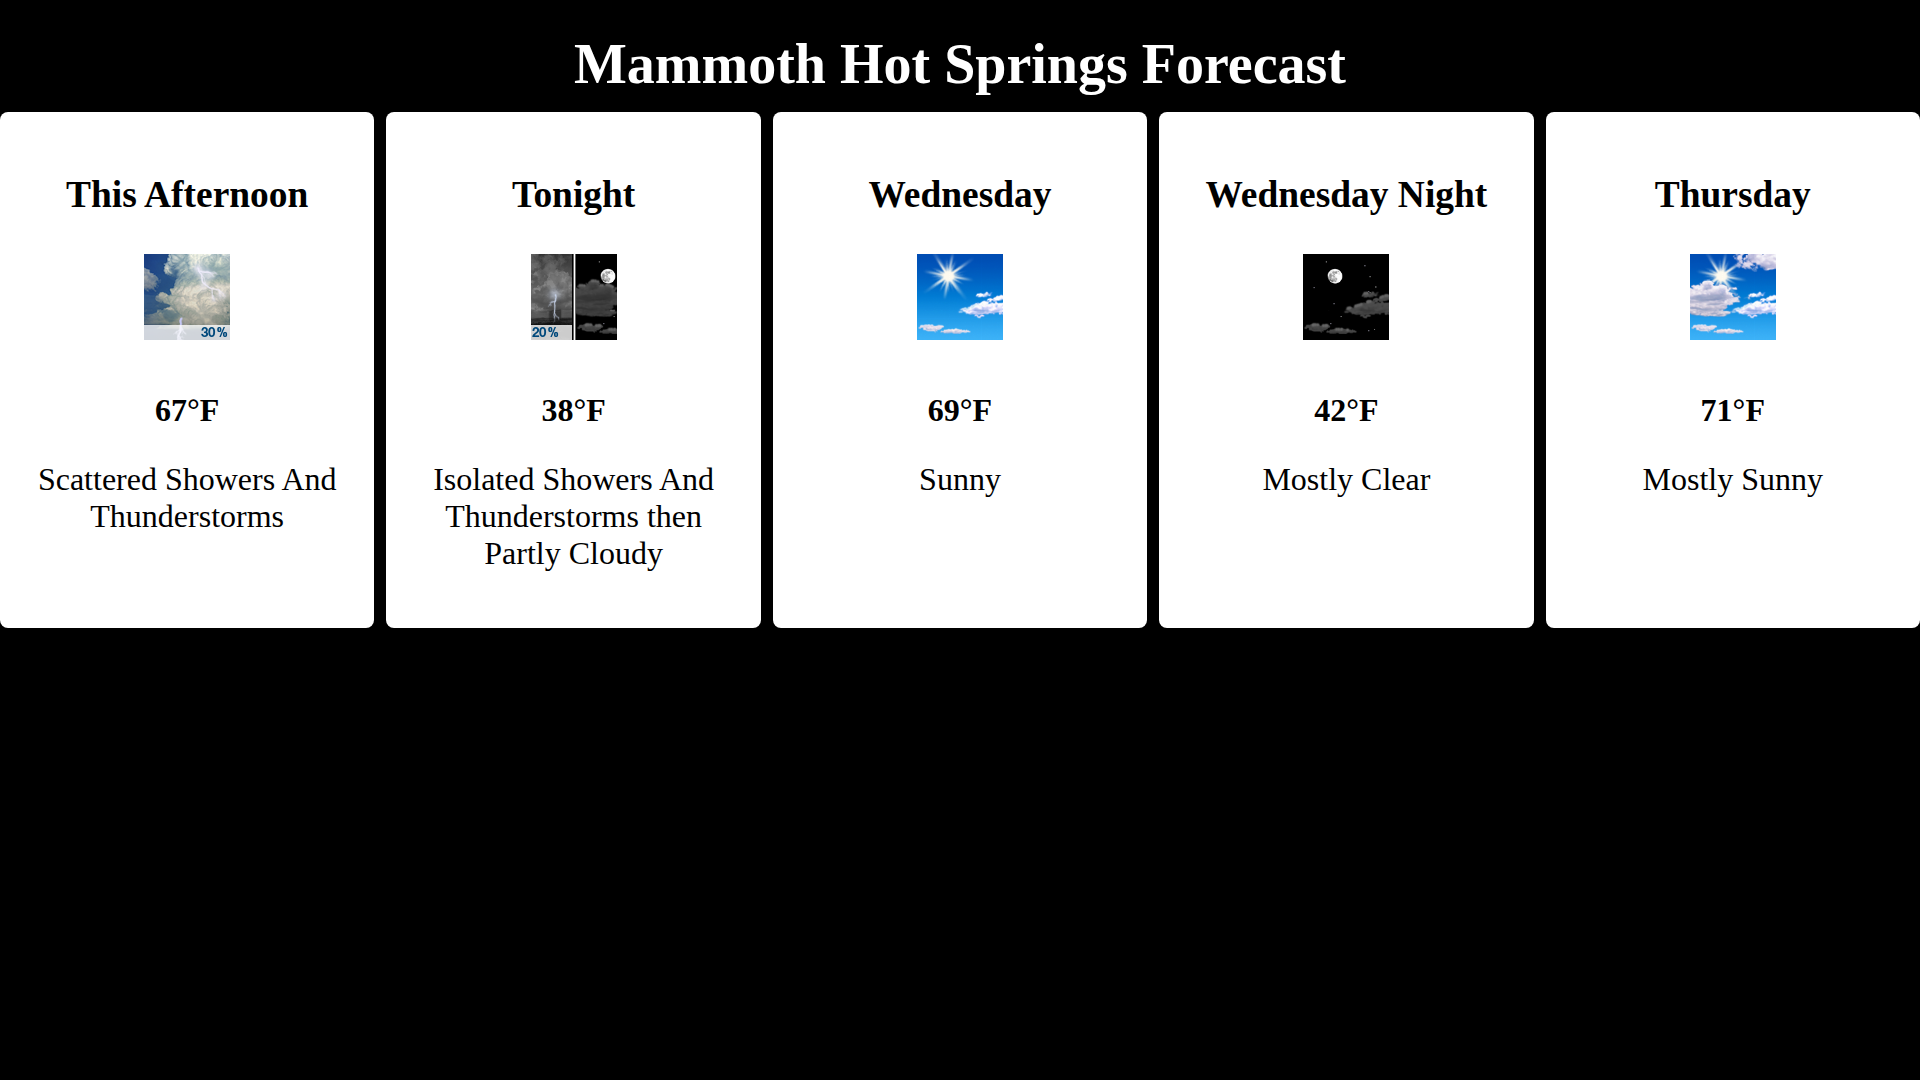 Mammoth Hot Springs Forecast
This Afternoon
30%
67°F
Scattered Showers And
Thunderstorms
Tonight
20%
38°F
Isolated Showers And
Thunderstorms then
Partly Cloudy
Wednesday
69°F
Sunny
Wednesday Night
42°F
Mostly Clear
Thursday
71°F
Mostly Sunny